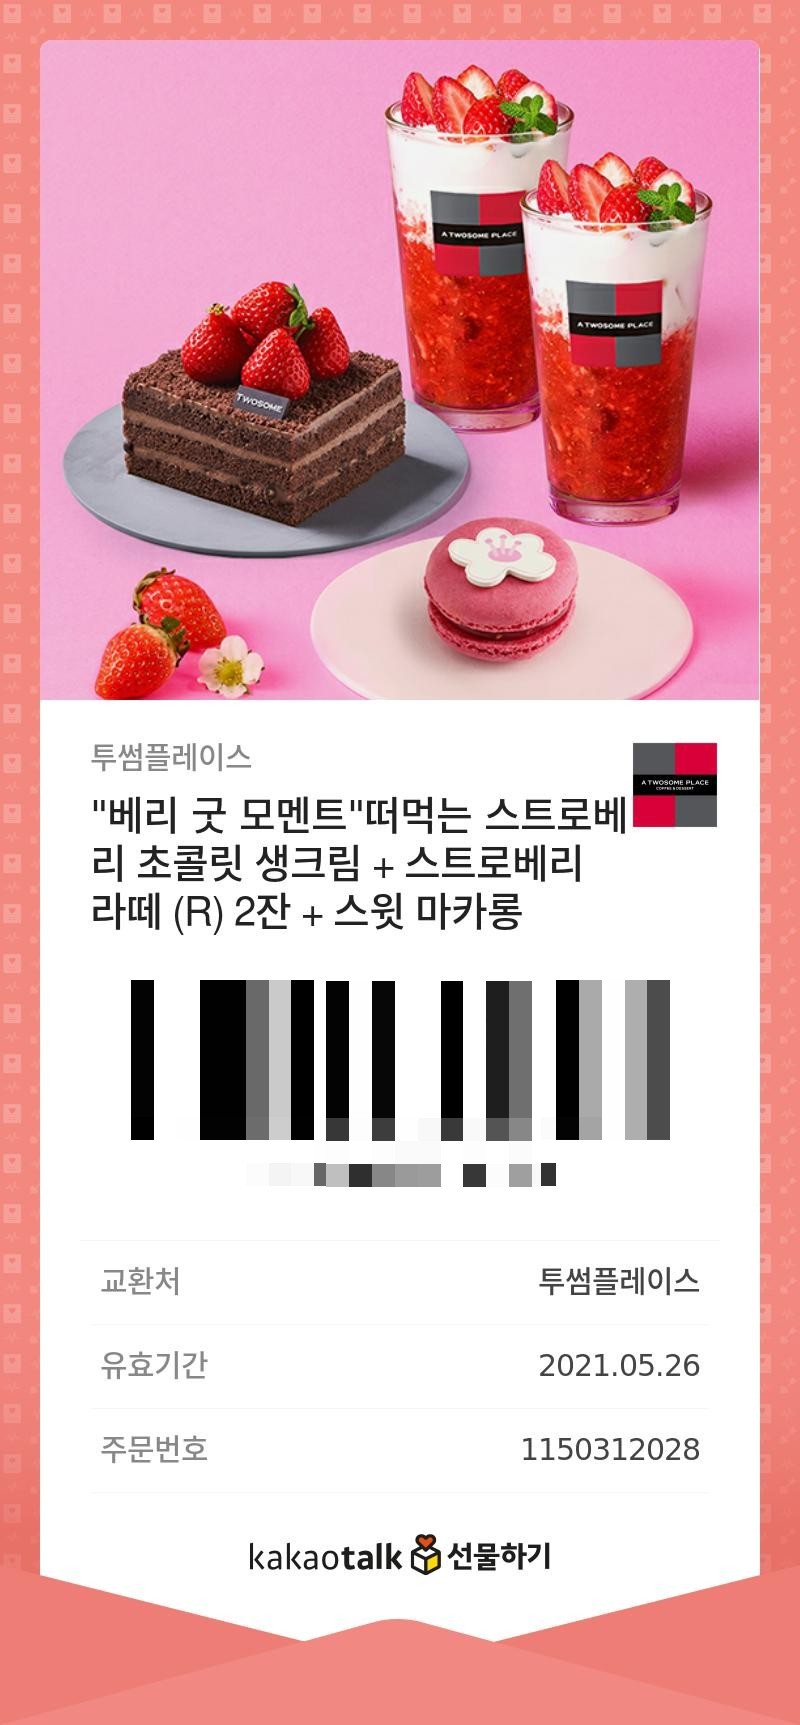 A TWOSOME PLACE
A TWOSOME PLACE
TWOSOME
투썸플레이스
A TWOSOME PLACE
COFFEE & DESSERT
"베리 굿 모멘트"떠먹는 스트로베
리 초콜릿 생크림 + 스트로베리
라떼 (R) 2잔 + 스윗 마카롱
교환처 투썸플레이스
유효기간 2021.05.26
주문번호 1150312028
kakaotalk 선물하기